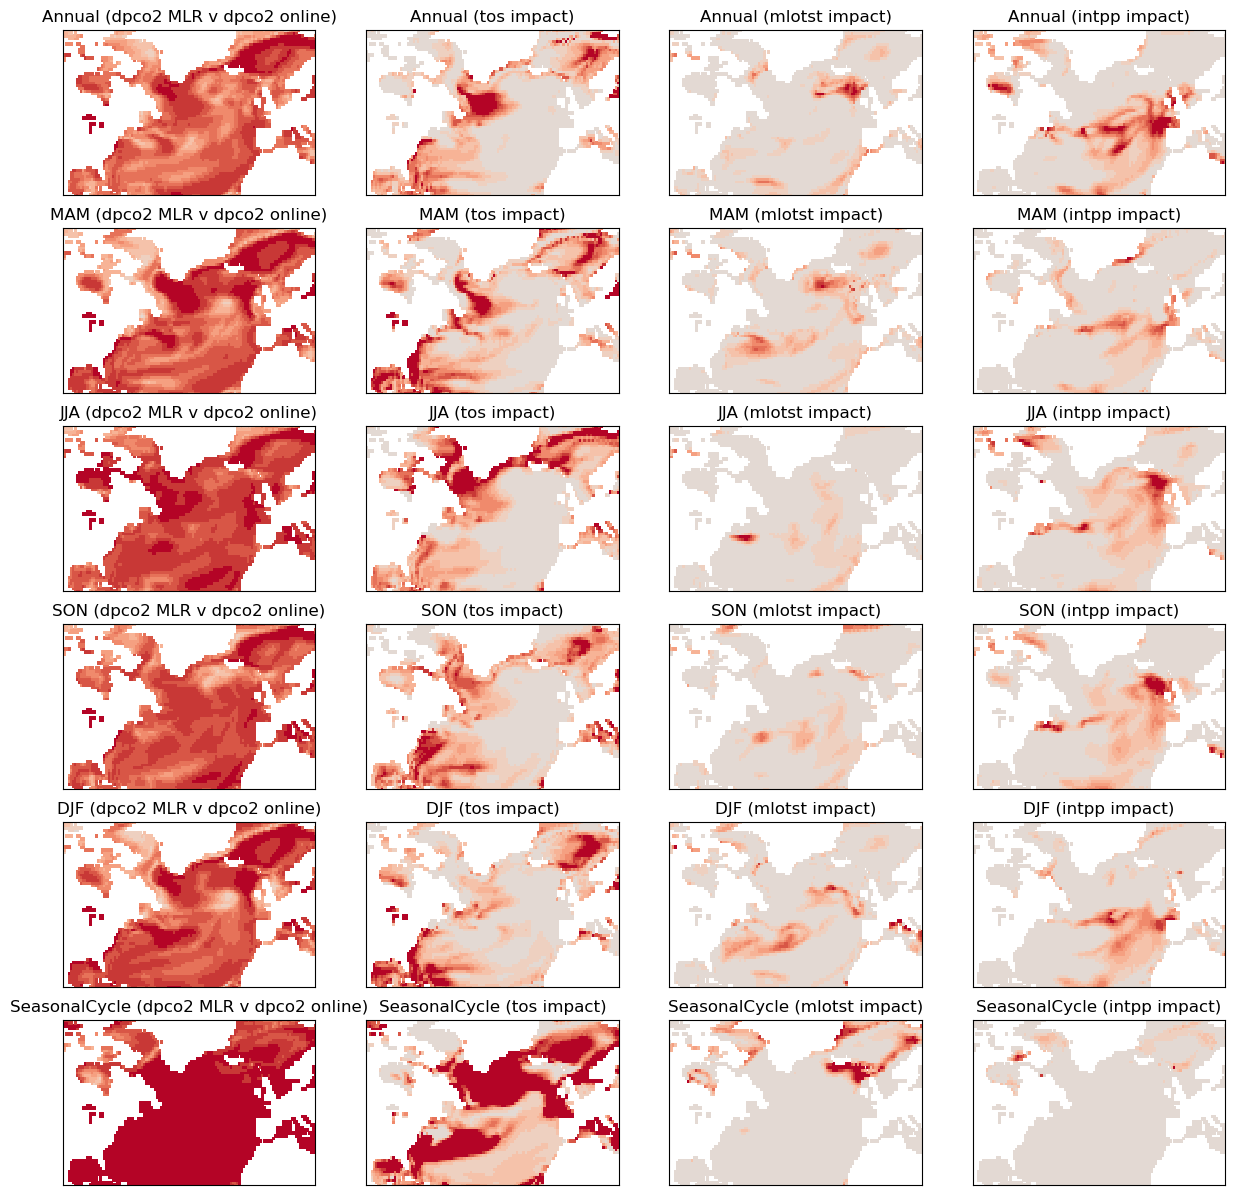 Annual (dpco2 MLR v dpco2 online)
Annual (tos impact)
Annual (mlotst impact)
Annual (intpp impact)
MAM (dpco2 MLR v dpco2 online)
MAM (tos impact)
MAM (mlotst impact)
MAM (intpp impact)
JJA (dpco2 MLR v dpco2 online)
JJA (tos impact)
JJA (mlotst impact)
JJA (intpp impact)
SON (dpco2 MLR v dpco2 online)
SON (tos impact)
SON (mlotst impact)
SON (intpp impact)
DJF (dpco2 MLR v dpco2 online)
DJF (tos impact)
DJF (mlotst impact)
DJF (intpp impact)
SeasonalCycle (dpco2 MLR v dpco2 online)
SeasonalCycle (tos impact)
SeasonalCycle (mlotst impact)
SeasonalCycle (intpp impact)